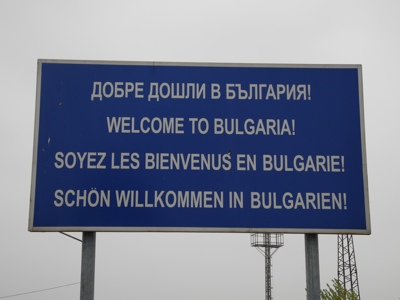 ДОБРЕ ДОШЛИ В БЪЛГАРИЯ!
WELCOME TO BULGARIA!
SOYEZ LES BIENVENUS EN BULGARIE!
SCHÖN WILLKOMMEN IN BULGARIEN!